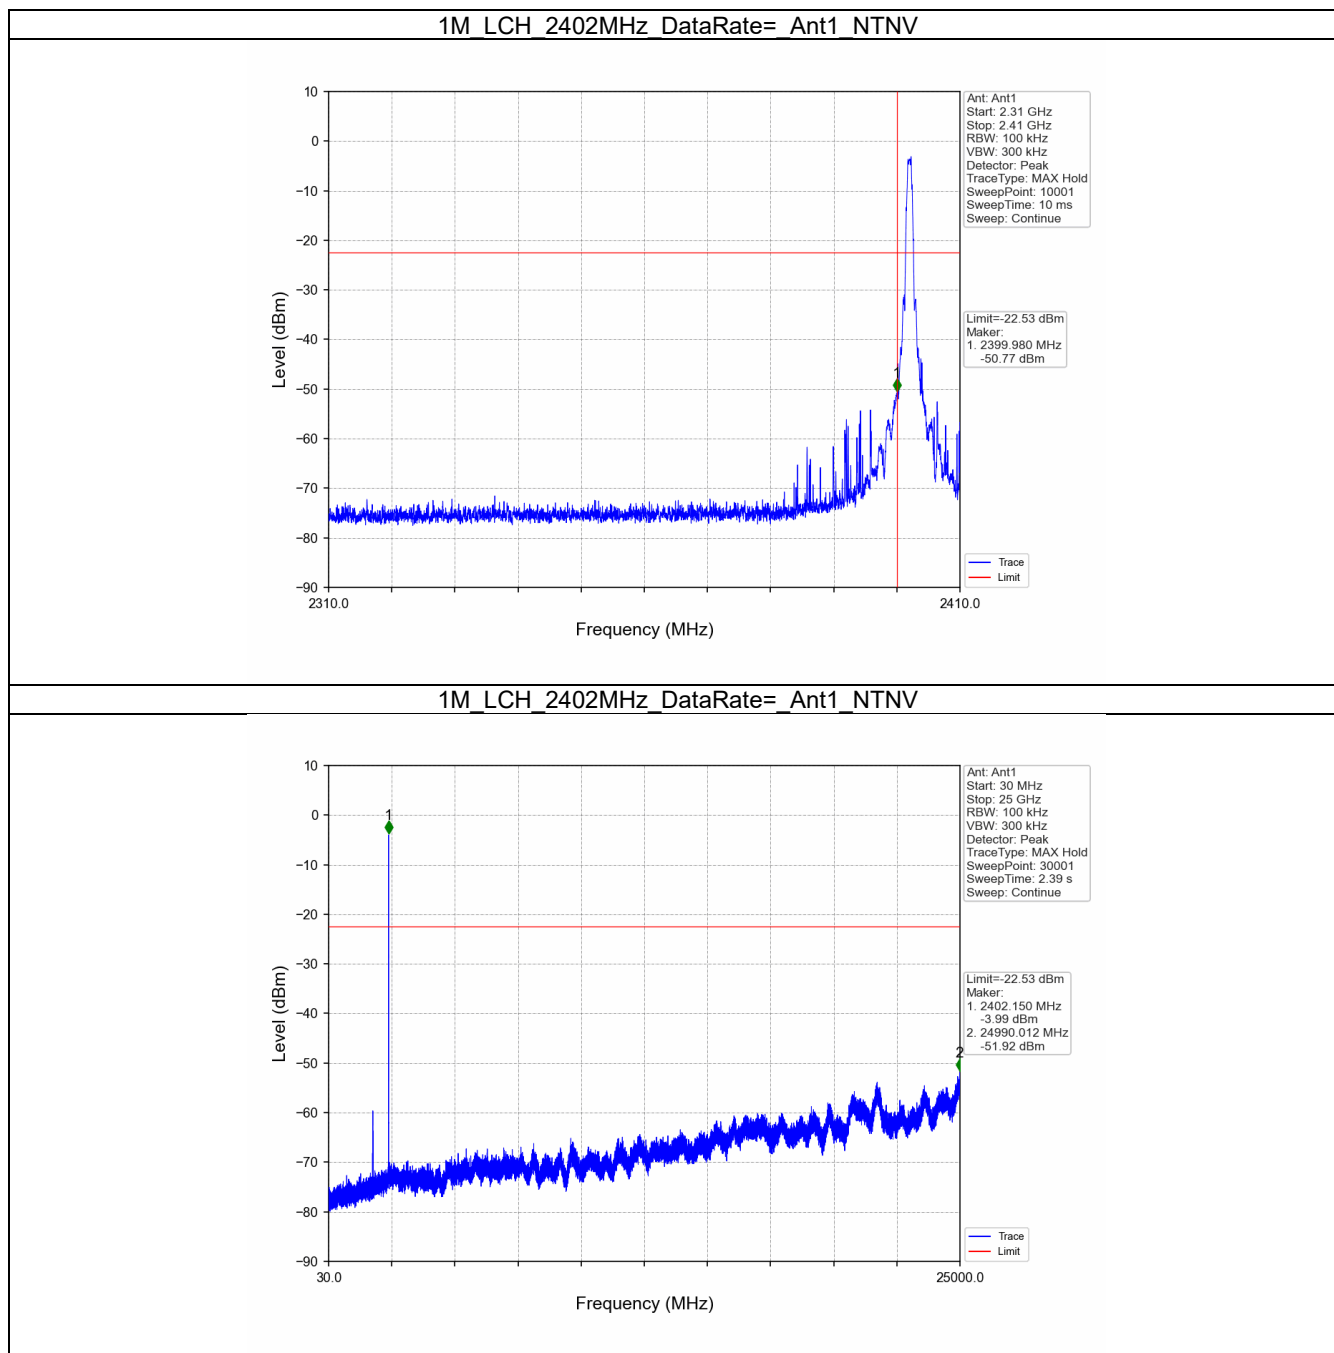 1M_LCH_2402MHz_DataRate=_Ant1_NTNV
10
0
−10
−20
−30
−40
−50
−60
−70
−80
−90
Level (dBm)
2310.0
2410.0
Frequency (MHz)
1
Ant: Ant1
Start: 2.31 GHz
Stop: 2.41 GHz
RBW: 100 kHz
VBW: 300 kHz
Detector: Peak
TraceType: MAX Hold
SweepPoint: 10001
SweepTime: 10 ms
Sweep: Continue
Limit=-22.53 dBm
Maker:
1. 2399.980 MHz
-50.77 dBm
Trace
Limit
1M_LCH_2402MHz_DataRate=_Ant1_NTNV
10
0
−10
−20
−30
−40
−50
−60
−70
−80
−90
Level (dBm)
30.0
25000.0
Frequency (MHz)
1
2
Ant: Ant1
Start: 30 MHz
Stop: 25 GHz
RBW: 100 kHz
VBW: 300 kHz
Detector: Peak
TraceType: MAX Hold
SweepPoint: 30001
SweepTime: 2.39 s
Sweep: Continue
Limit=-22.53 dBm
Maker:
1. 2402.150 MHz
-3.99 dBm
2. 24990.012 MHz
-51.92 dBm
Trace
Limit